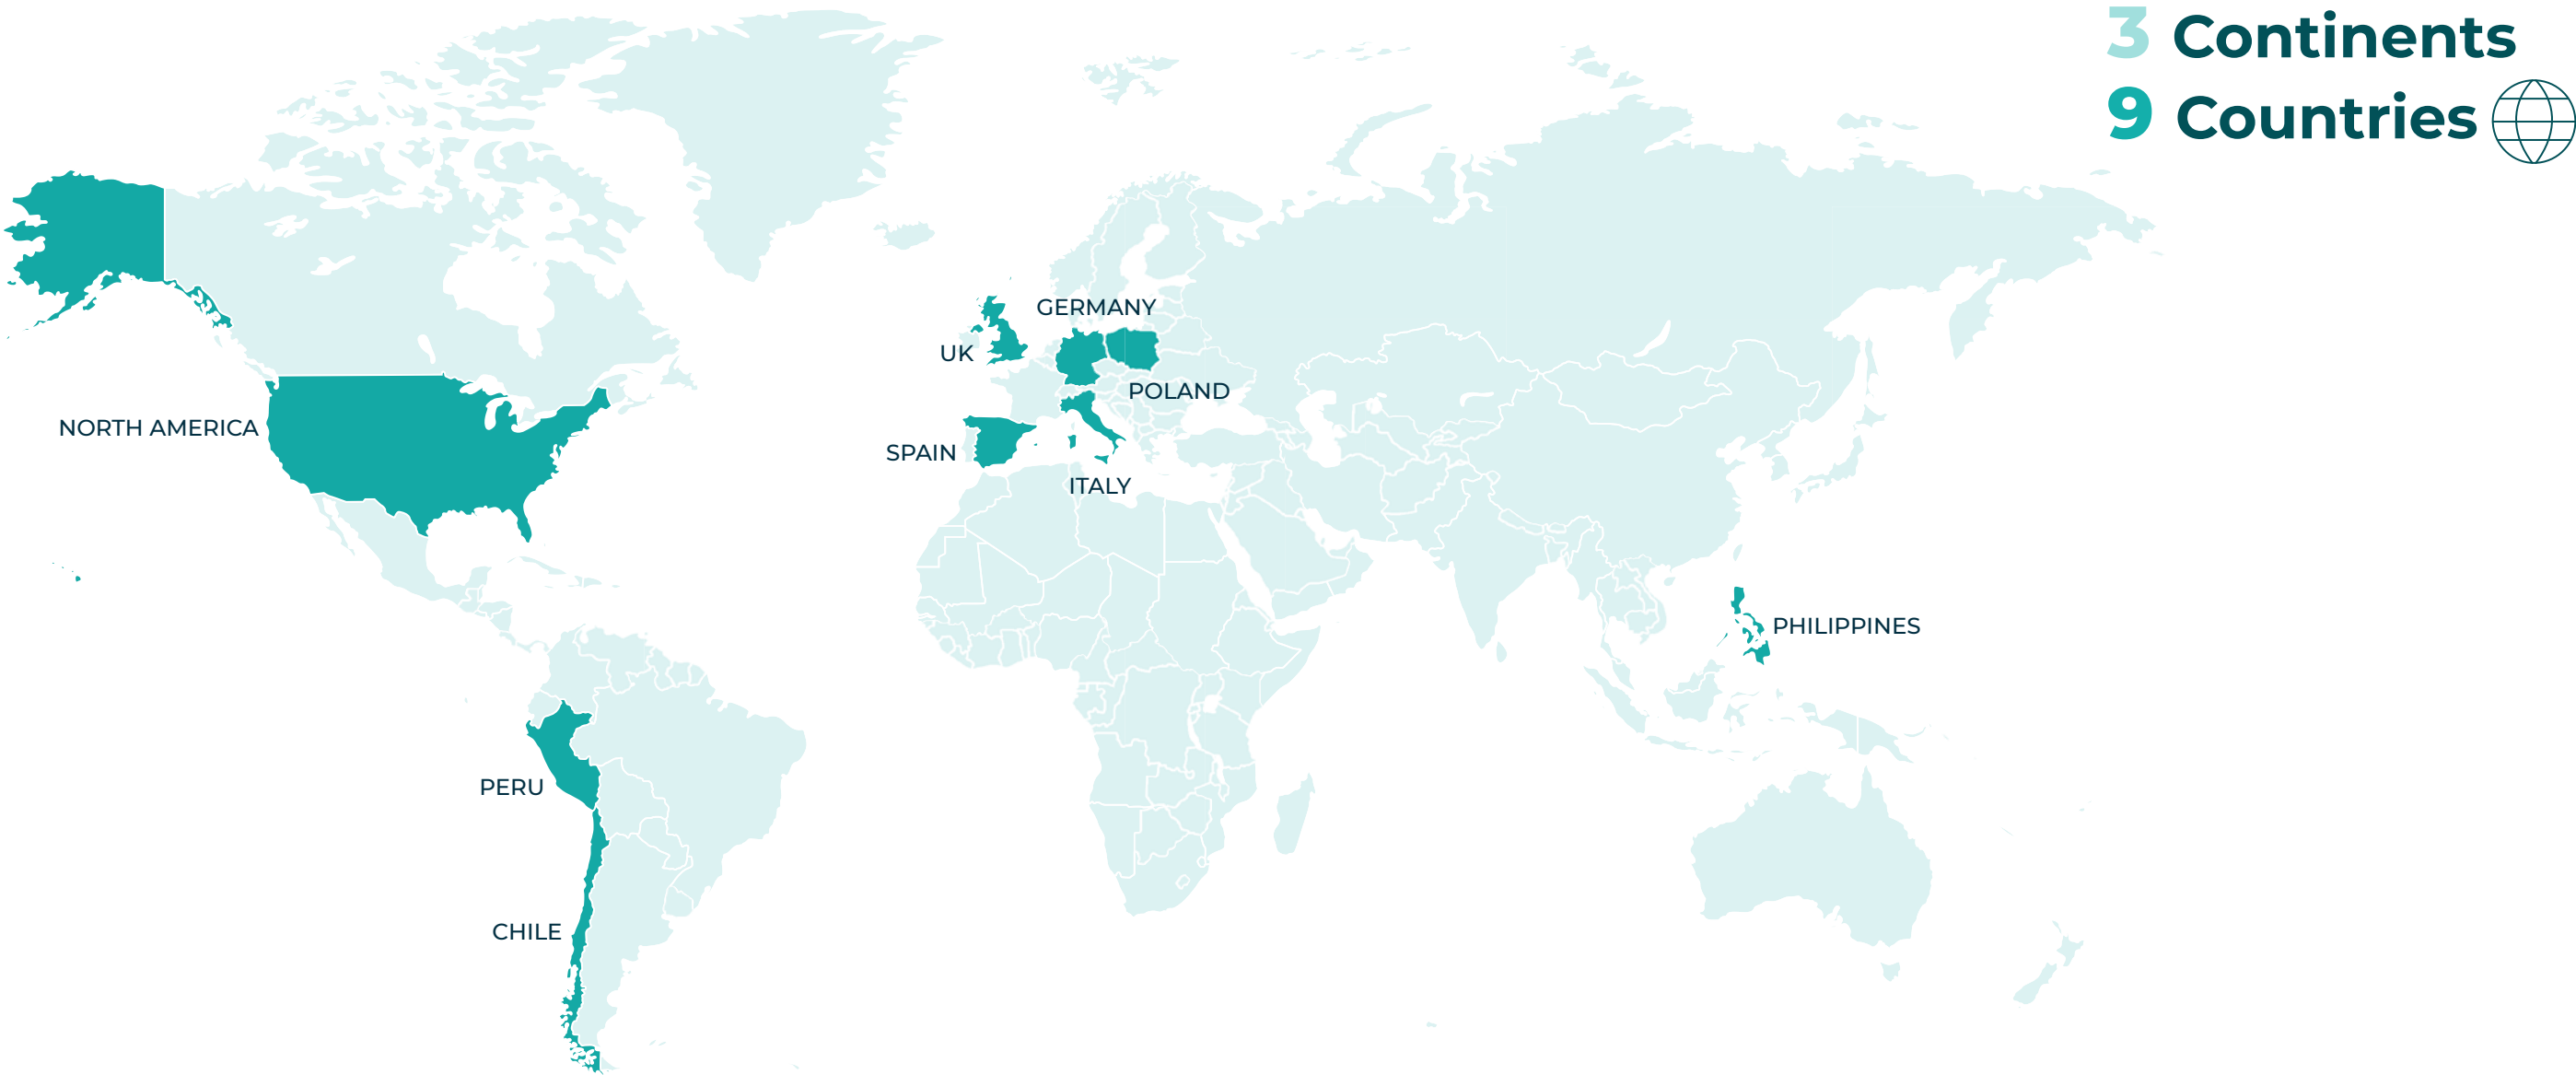 3 Continents
9 Countries
GERMANY
UK
POLAND
NORTH AMERICA
SPAIN
ITALY
PHILIPPINES
PERU
CHILE